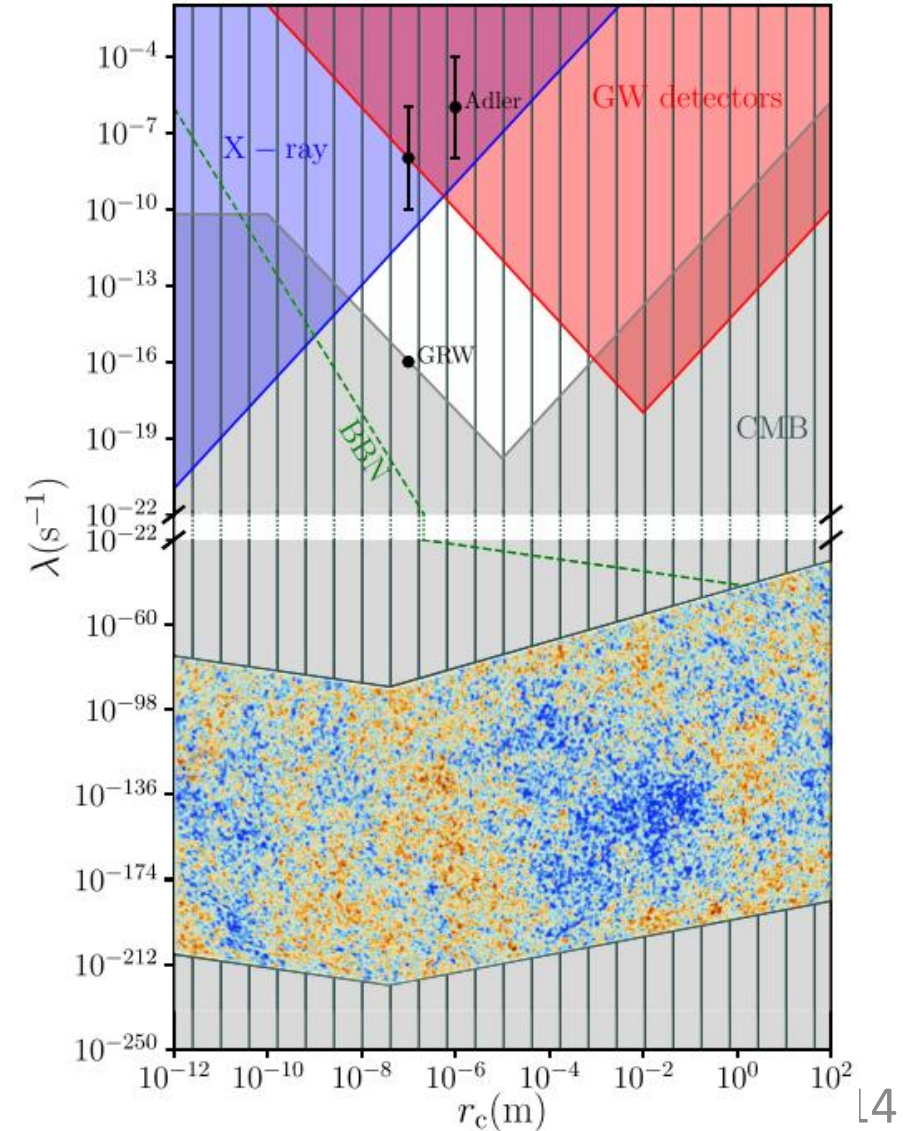 10^{-4}
Adler
GW detectors
10^{-7}
X − ray
10^{-10}
10^{-13}
10^{-16}
GRW
10^{-19}
CMB
BBN
10^{-22}
10^{-22}
λ(s^{-1})
10^{-60}
10^{-98}
10^{-136}
10^{-174}
10^{-212}
10^{-250}
10^{-12} 10^{-10} 10^{-8} 10^{-6} 10^{-4} 10^{-2} 10^{0} 10^{2}
r_c(m)
14